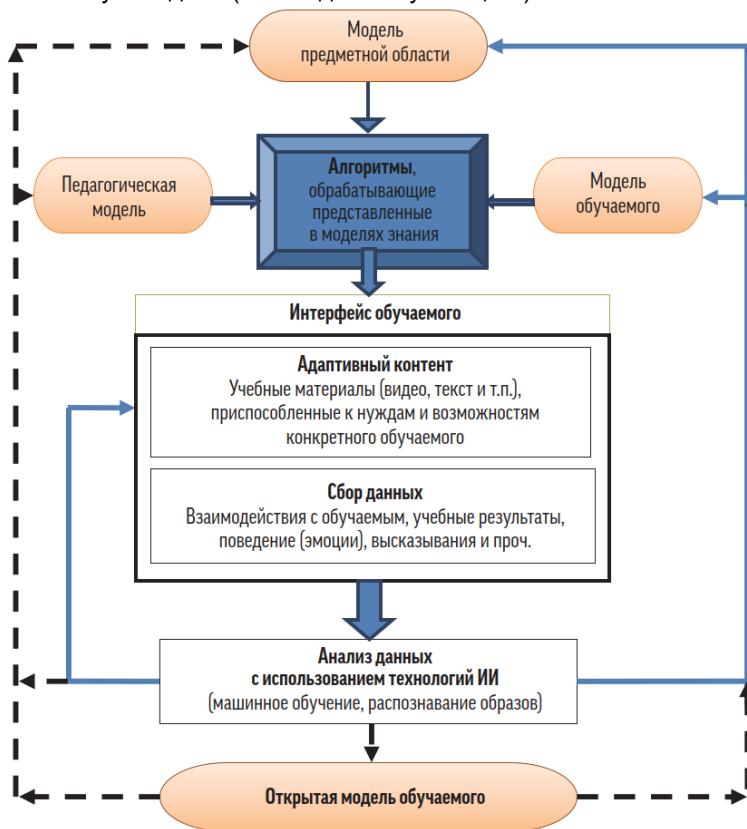 Модель
предметной области
Алгоритмы,
обрабатывающие
представленные
в моделях знания
Педагогическая
модель
Модель
обучаемого
Интерфейс обучаемого
Адаптивный контент
Учебные материалы (видео, текст и т.п.),
приспособленные к нуждам и возможностям
конкретного обучаемого
Сбор данных
Взаимодействия с обучаемым, учебные результаты,
поведение (эмоции), высказывания и проч.
Анализ данных
с использованием технологий ИИ
(машинное обучение, распознавание образов)
Открытая модель обучаемого